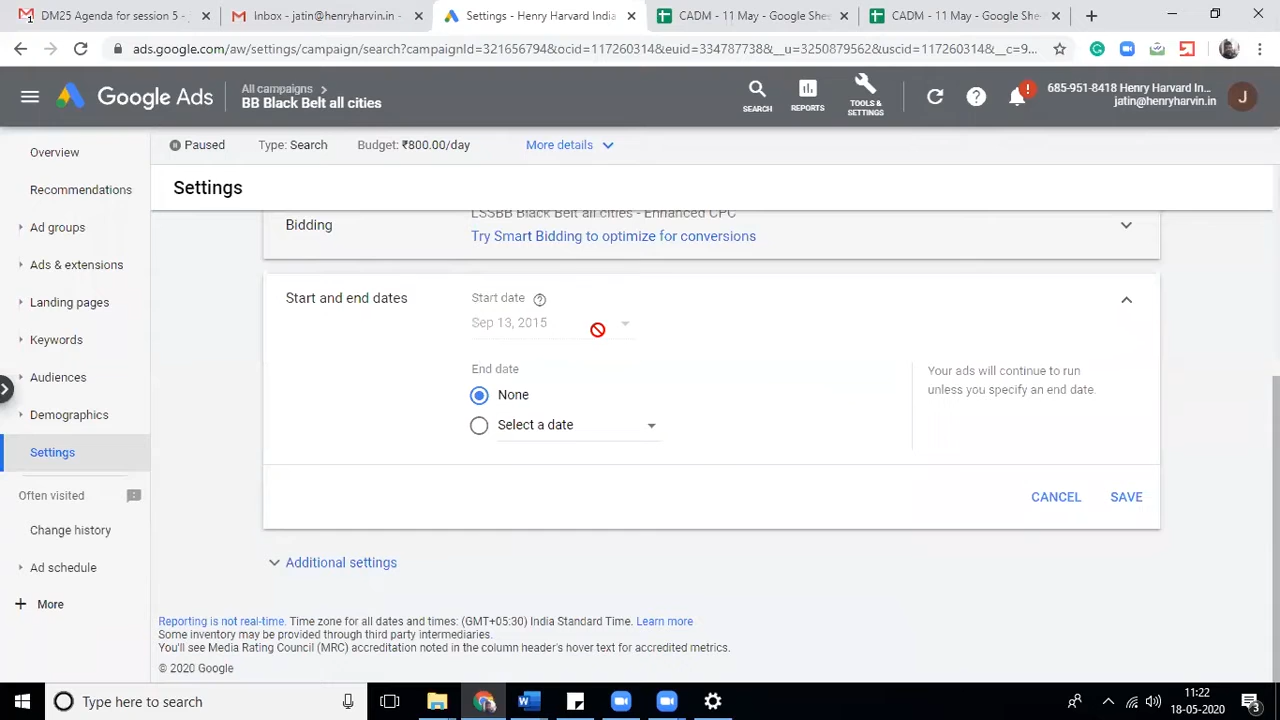 DM25 Agenda for session 5 -
Inbox - jatin@henryharvin.in -
Settings - Henry Harvard India
CADM - 11 May - Google She
CADM - 11 May - Google She
ads.google.com/aw/settings/campaign/search?campaignId=321656794&ocid=117260314&euid=334787738&__u=3250879562&uscid=117260314&__c=9...
Google Ads
All campaigns
BB Black Belt all cities
SEARCH
REPORTS
TOOLS &
SETTINGS
685-951-8418 Henry Harvard In...
jatin@henryharvin.in
J
Paused
Type: Search
Budget: ₹800.00/day
More details
Overview
Recommendations
Ad groups
Ads & extensions
Landing pages
Keywords
Audiences
Demographics
Settings
Often visited
Change history
Ad schedule
More
Settings
LSSBB Black Belt all cities - Enhanced CPC
Bidding
Try Smart Bidding to optimize for conversions
Start and end dates
Start date
Sep 13, 2015
End date
None
Select a date
Your ads will continue to run
unless you specify an end date.
CANCEL
SAVE
Additional settings
Reporting is not real-time. Time zone for all dates and times: (GMT+05:30) India Standard Time. Learn more
Some inventory may be provided through third party intermediaries.
You'll see Media Rating Council (MRC) accreditation noted in the column header's hover text for accredited metrics.
© 2020 Google
Type here to search
11:22
18-05-2020
3